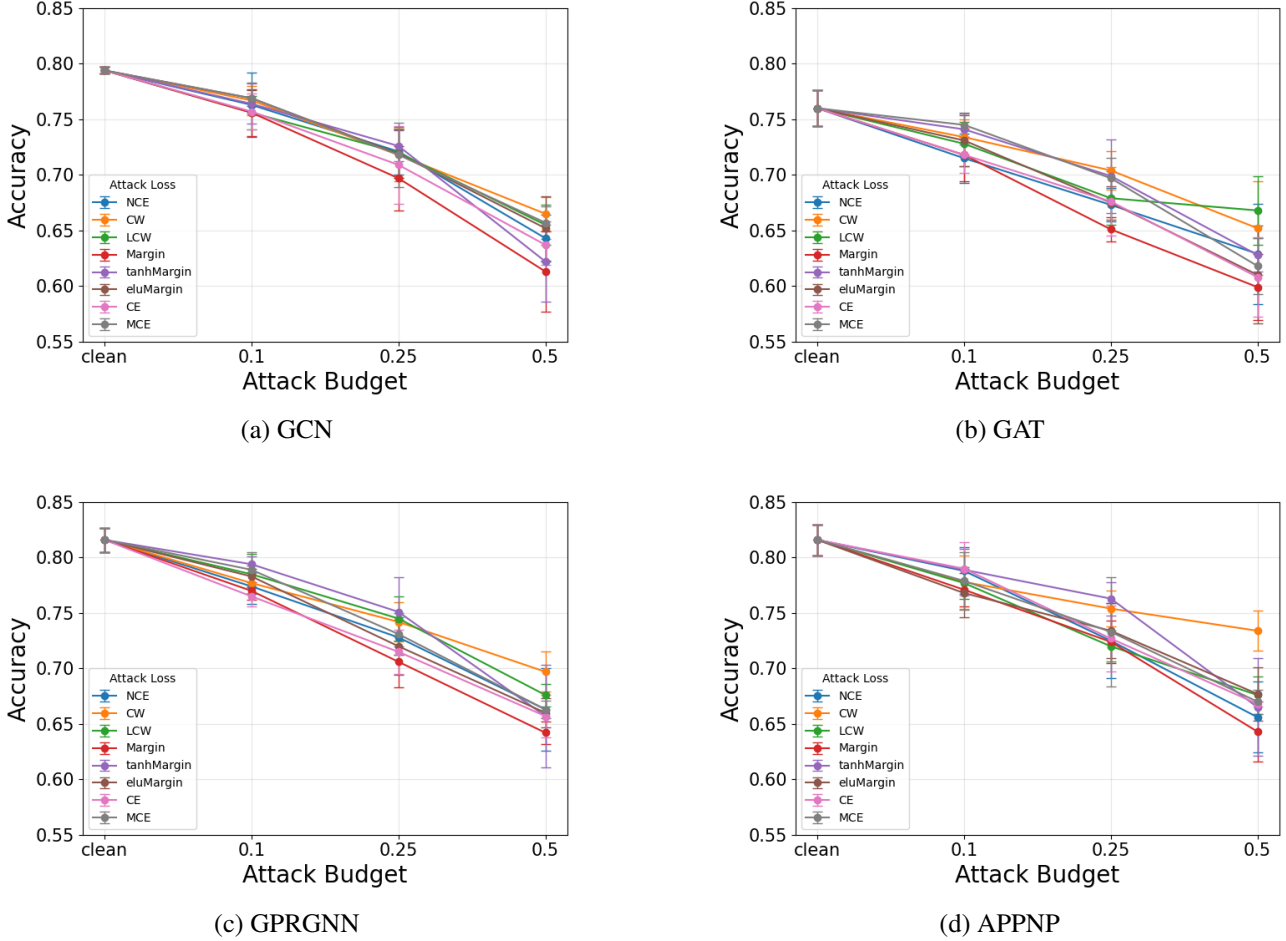 0.85
0.80
0.75
0.70
0.65
0.60
0.55
Accuracy
Attack Loss
NCE
CW
LCW
Margin
tanhMargin
eluMargin
CE
MCE
clean
0.1
0.25
0.5
Attack Budget
(a) GCN
0.85
0.80
0.75
0.70
0.65
0.60
0.55
Accuracy
Attack Loss
NCE
CW
LCW
Margin
tanhMargin
eluMargin
CE
MCE
clean
0.1
0.25
0.5
Attack Budget
(b) GAT
0.85
0.80
0.75
0.70
0.65
0.60
0.55
Accuracy
Attack Loss
NCE
CW
LCW
Margin
tanhMargin
eluMargin
CE
MCE
clean
0.1
0.25
0.5
Attack Budget
(c) GPRGNN
0.85
0.80
0.75
0.70
0.65
0.60
0.55
Accuracy
Attack Loss
NCE
CW
LCW
Margin
tanhMargin
eluMargin
CE
MCE
clean
0.1
0.25
0.5
Attack Budget
(d) APPNP